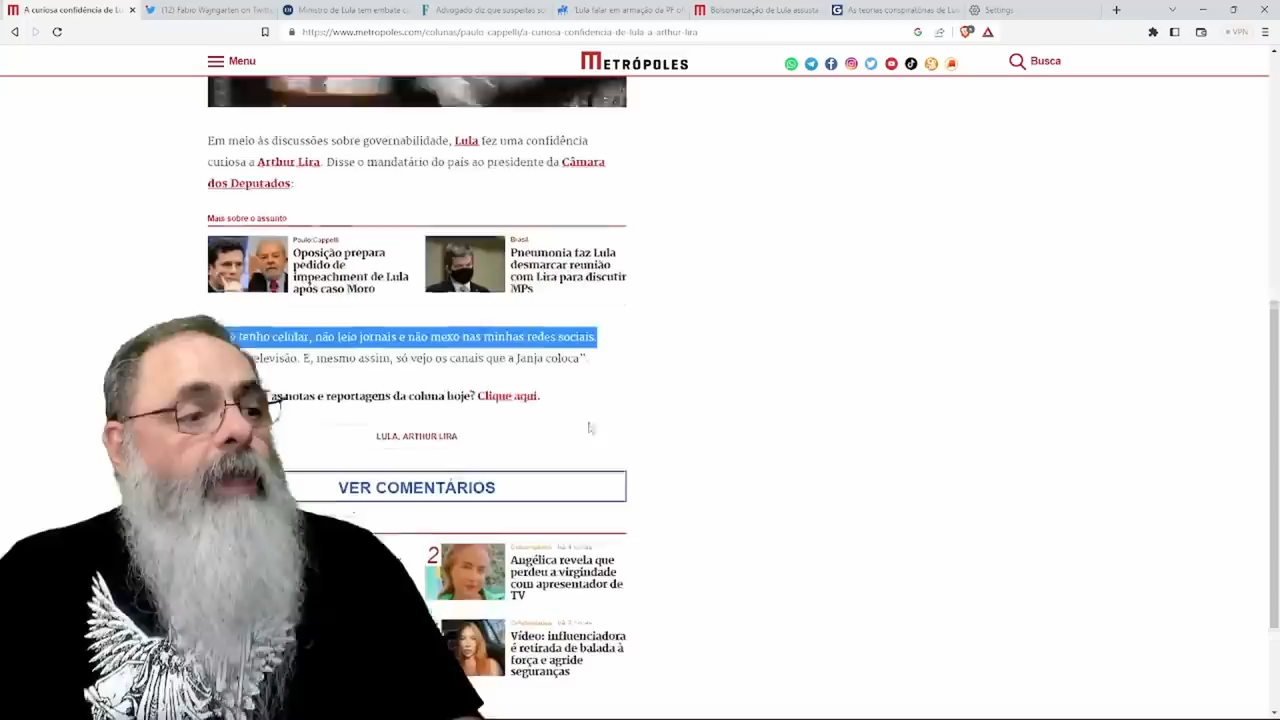 A curiosa confidência de Lu
(12) Fabio Wajngarten on Twitt
Ministro de Lula tem embate c
Advogado diz que suspeitas so
Lula falar em armação da PF o
Bolsonarização de Lula assusta
As teorias conspiratórias de Lu
Settings
https://www.metropoles.com/colunas/paulo-cappelli/a-curiosa-confidencia-de-lula-a-arthur-lira
VPN
Menu
METRÓPOLES
Busca
Em meio às discussões sobre governabilidade, Lula fez uma confidência
curiosa a Arthur Lira. Disse o mandatário do país ao presidente da Câmara
dos Deputados:
Mais sobre o assunto
Paulo Cappelli
Oposição prepara
pedido de
impeachment de Lula
após caso Moro
Brasil
Pneumonia faz Lula
desmarcar reunião
com Lira para discutir
MPs
tenho celular, não leio jornais e não mexo nas minhas redes sociais.
elevisão. E, mesmo assim, só vejo os canais que a Janja coloca”.
as notas e reportagens da coluna hoje? Clique aqui.
LULA, ARTHUR LIRA
VER COMENTÁRIOS
2
Angélica revela que
perdeu a virgindade
com apresentador de
TV
Vídeo: influenciadora
é retirada de balada à
força e agride
seguranças